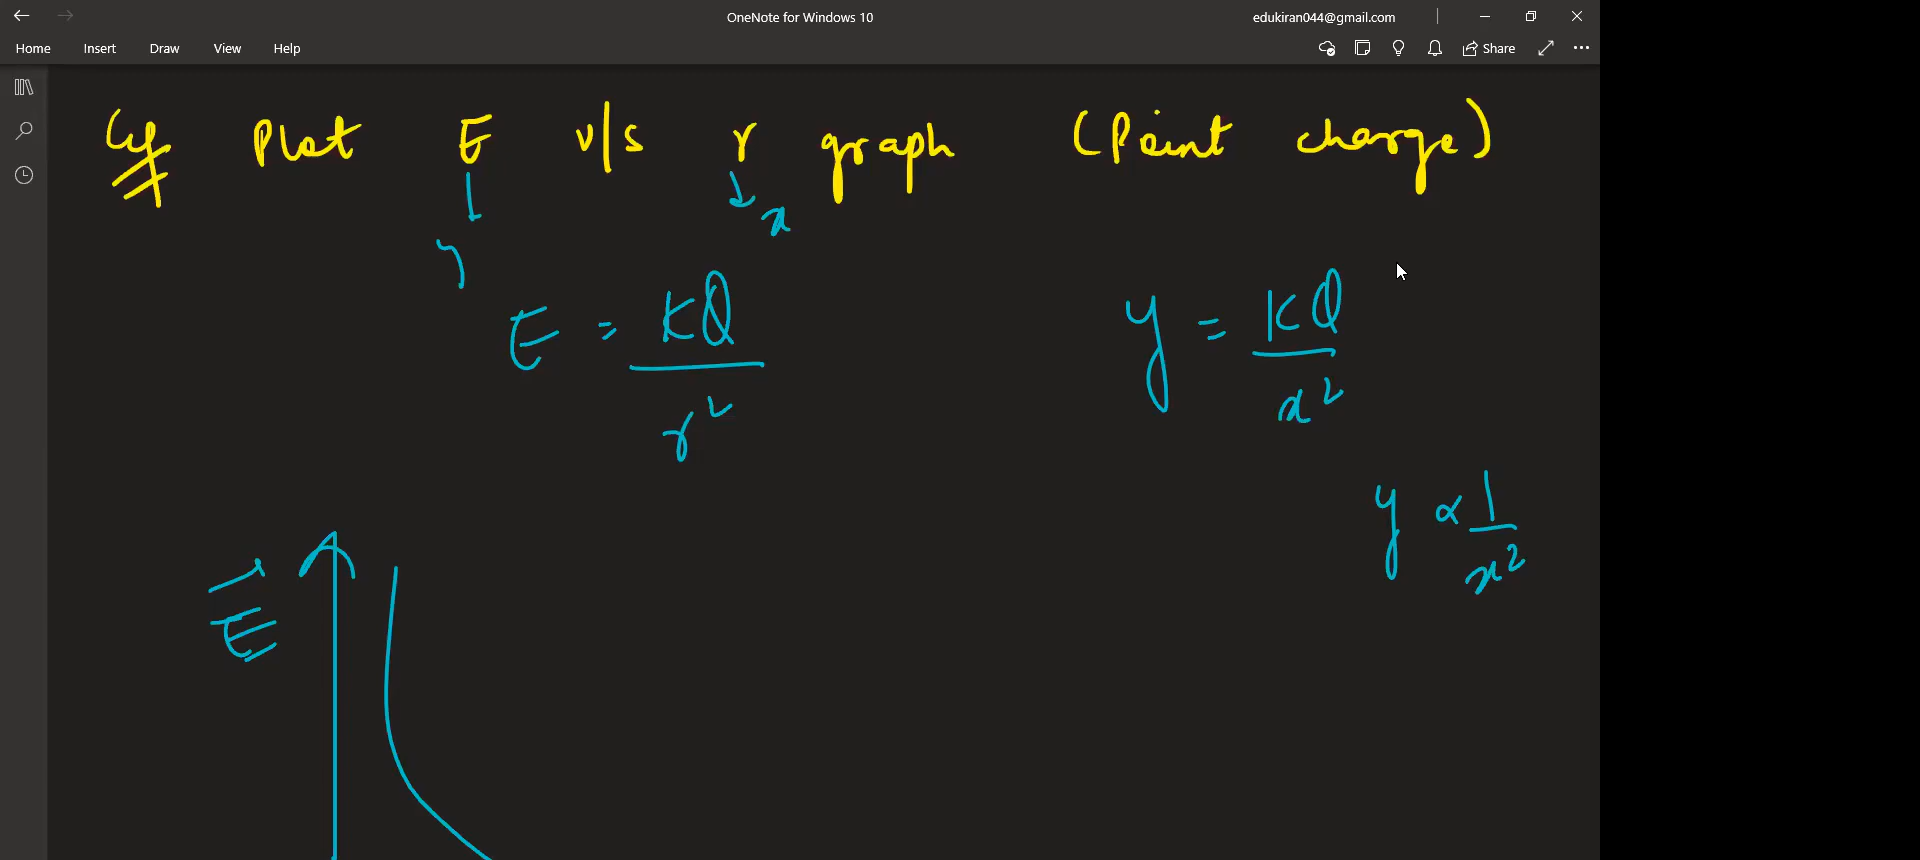 OneNote for Windows 10
edukiran044@gmail.com
Home Insert Draw View Help
Share
Plot E v/s r graph (Point charge)
y x
E = kQ / r²
y = kQ / x²
y ∝ 1 / x²
E